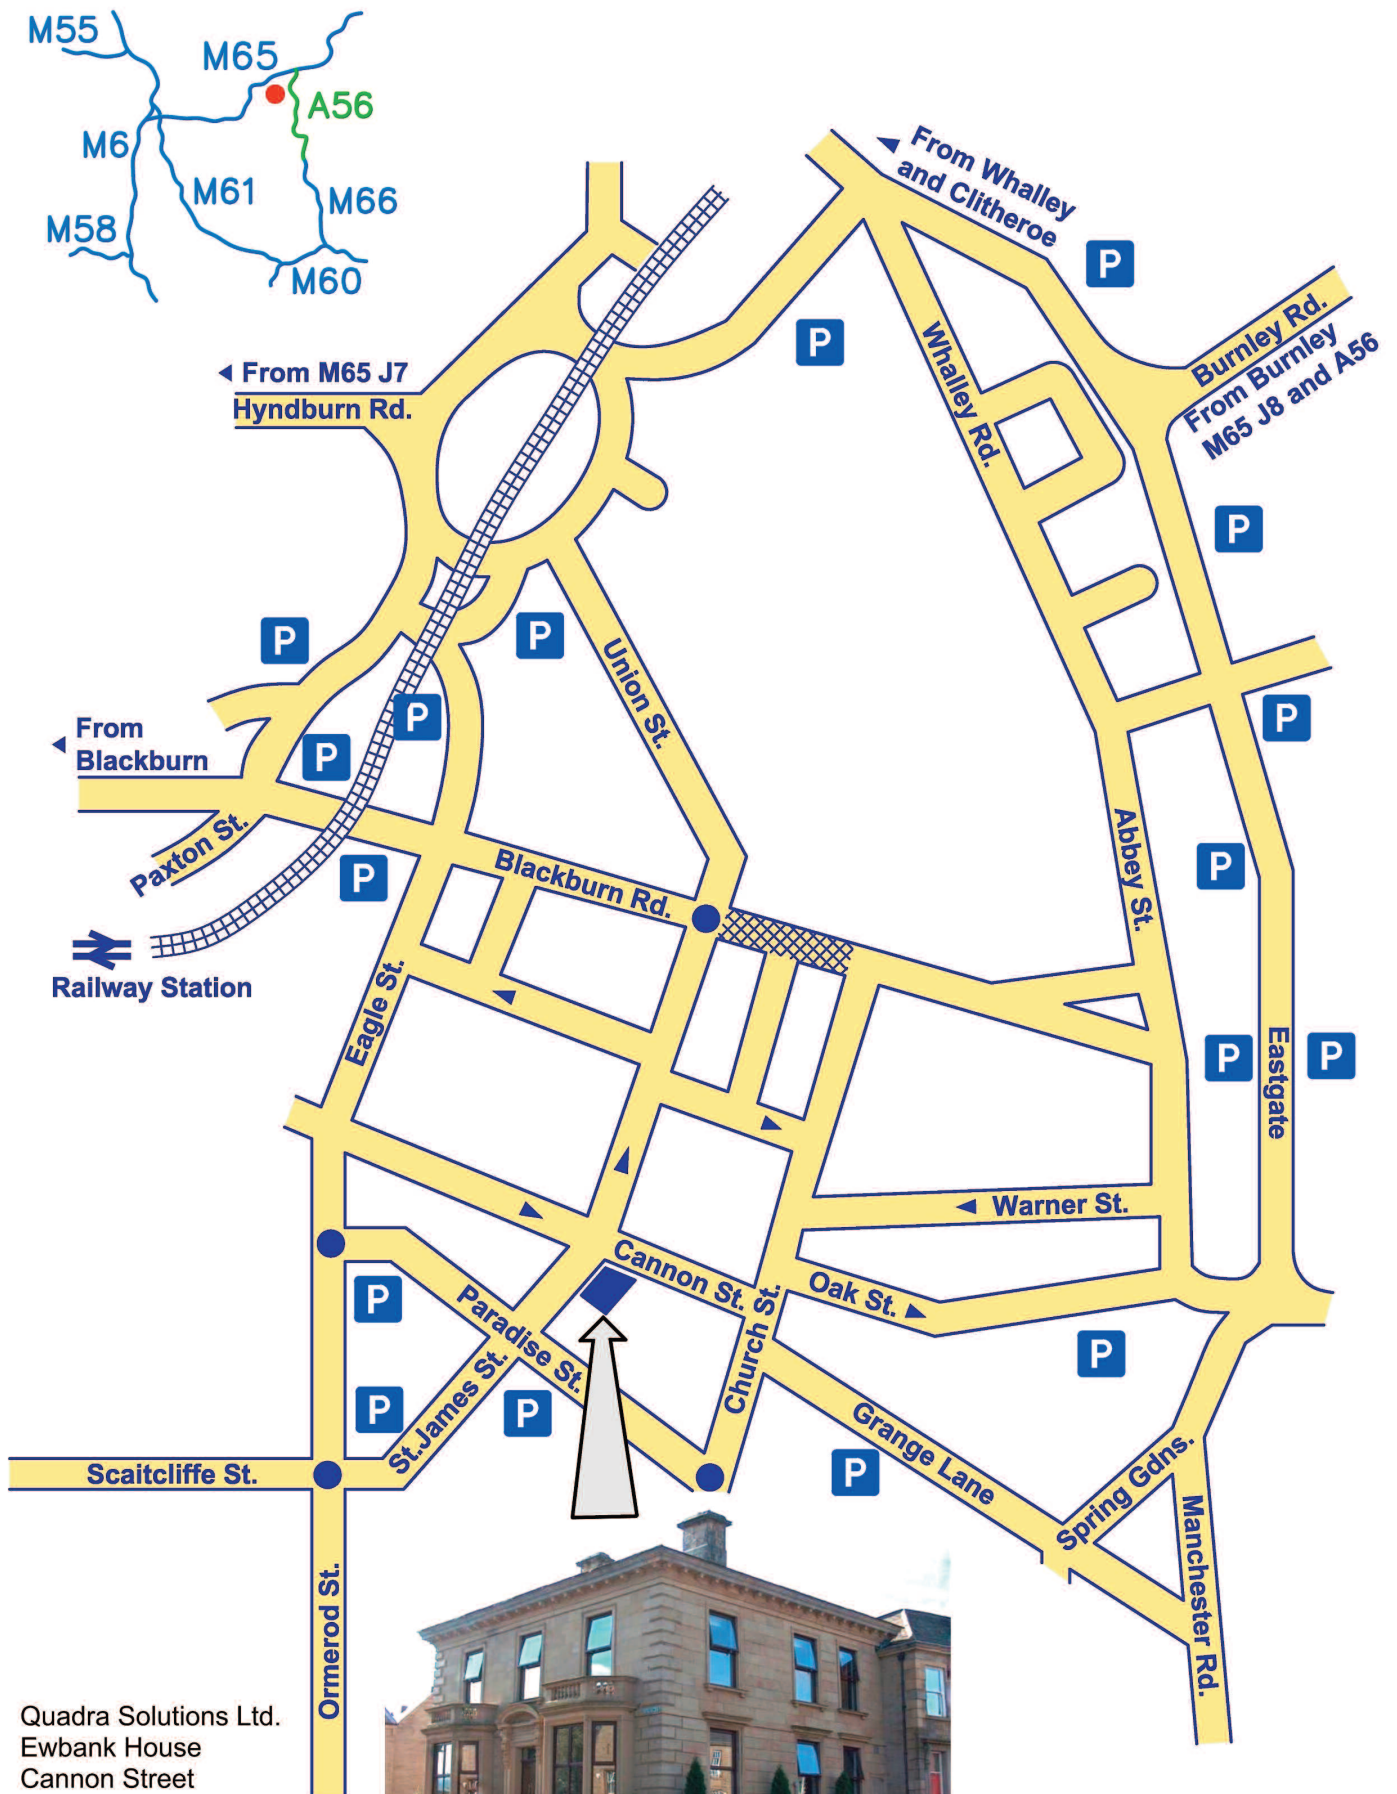 M55
M65
A56
M6
M61
M66
M58
M60
From Whalley
and Clitheroe
P
P
Burnley Rd.
From Burnley
M65 J8 and A56
From M65 J7
Hyndburn Rd.
Whalley Rd.
P
P
P
Union St.
P
P
P
From
Blackburn
Paxton St.
P
Blackburn Rd.
Abbey St.
P
Railway Station
Eagle St.
P
Eastgate
P
Warner St.
Cannon St.
Oak St.
P
Paradise St.
Church St.
P
P
St.James St.
P
Grange Lane
P
Spring Gdns.
Scaitcliffe St.
Manchester Rd.
Ormerod St.
Quadra Solutions Ltd.
Ewbank House
Cannon Street